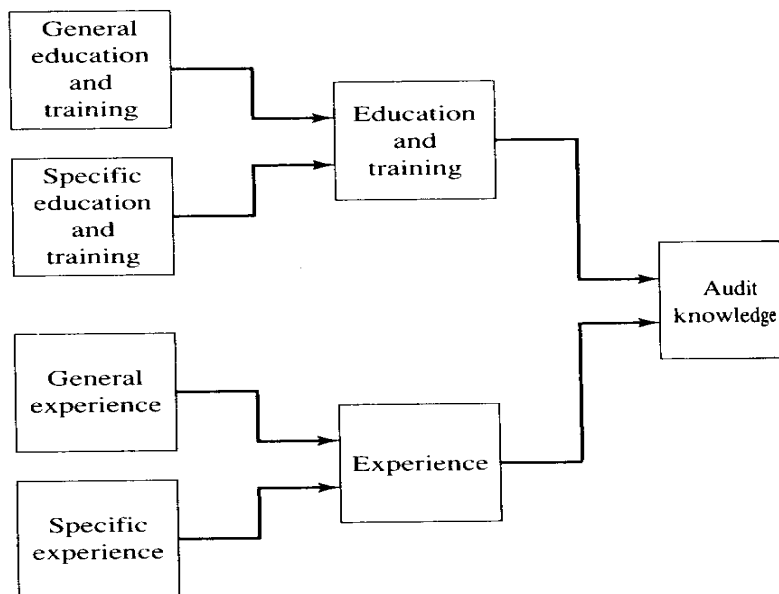 General
education
and
training
Education
and
training
Specific
education
and
training
Audit
knowledge
General
experience
Experience
Specific
experience